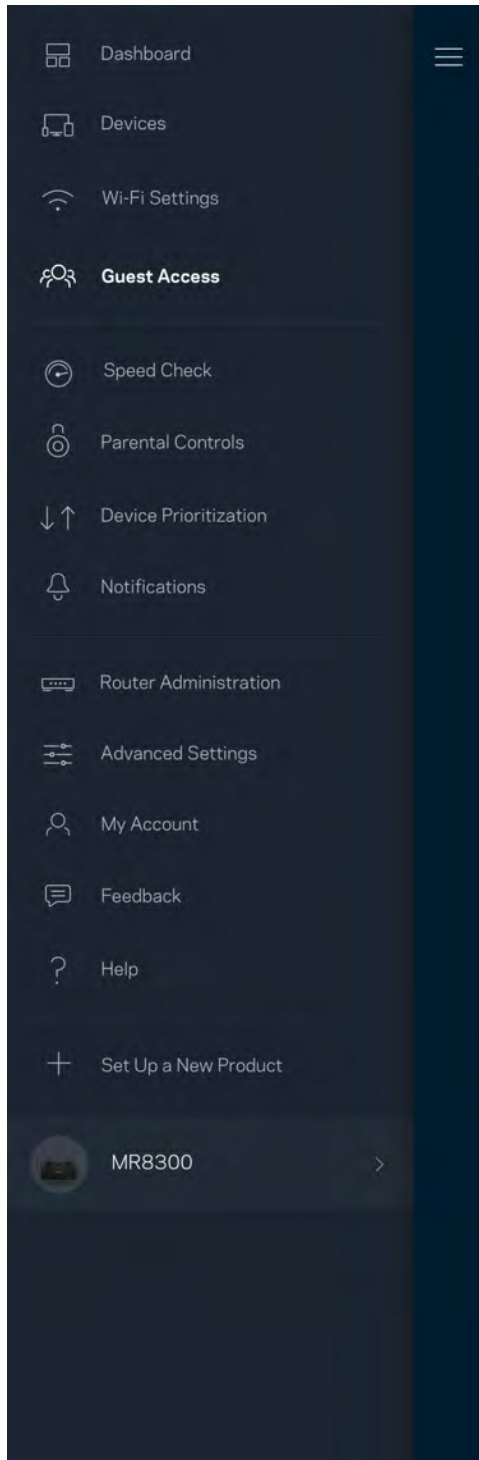 Dashboard
Devices
Wi-Fi Settings
Guest Access
Speed Check
Parental Controls
Device Prioritization
Notifications
Router Administration
Advanced Settings
My Account
Feedback
Help
Set Up a New Product
MR8300